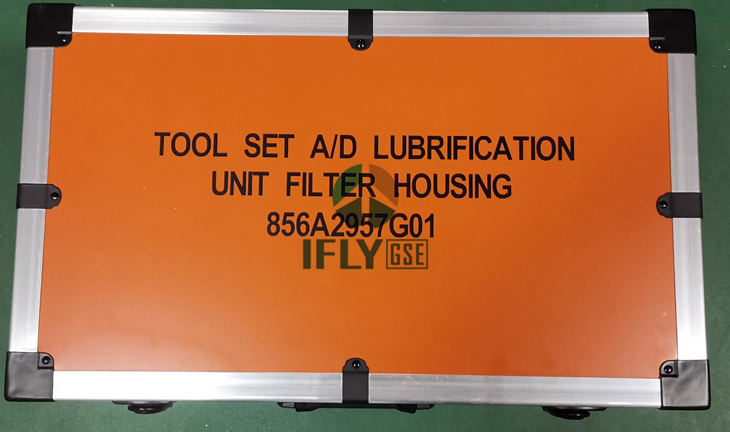 TOOL SET A/D LUBRIFICATION
UNIT FILTER HOUSING
856A2957G01
IFLY GSE